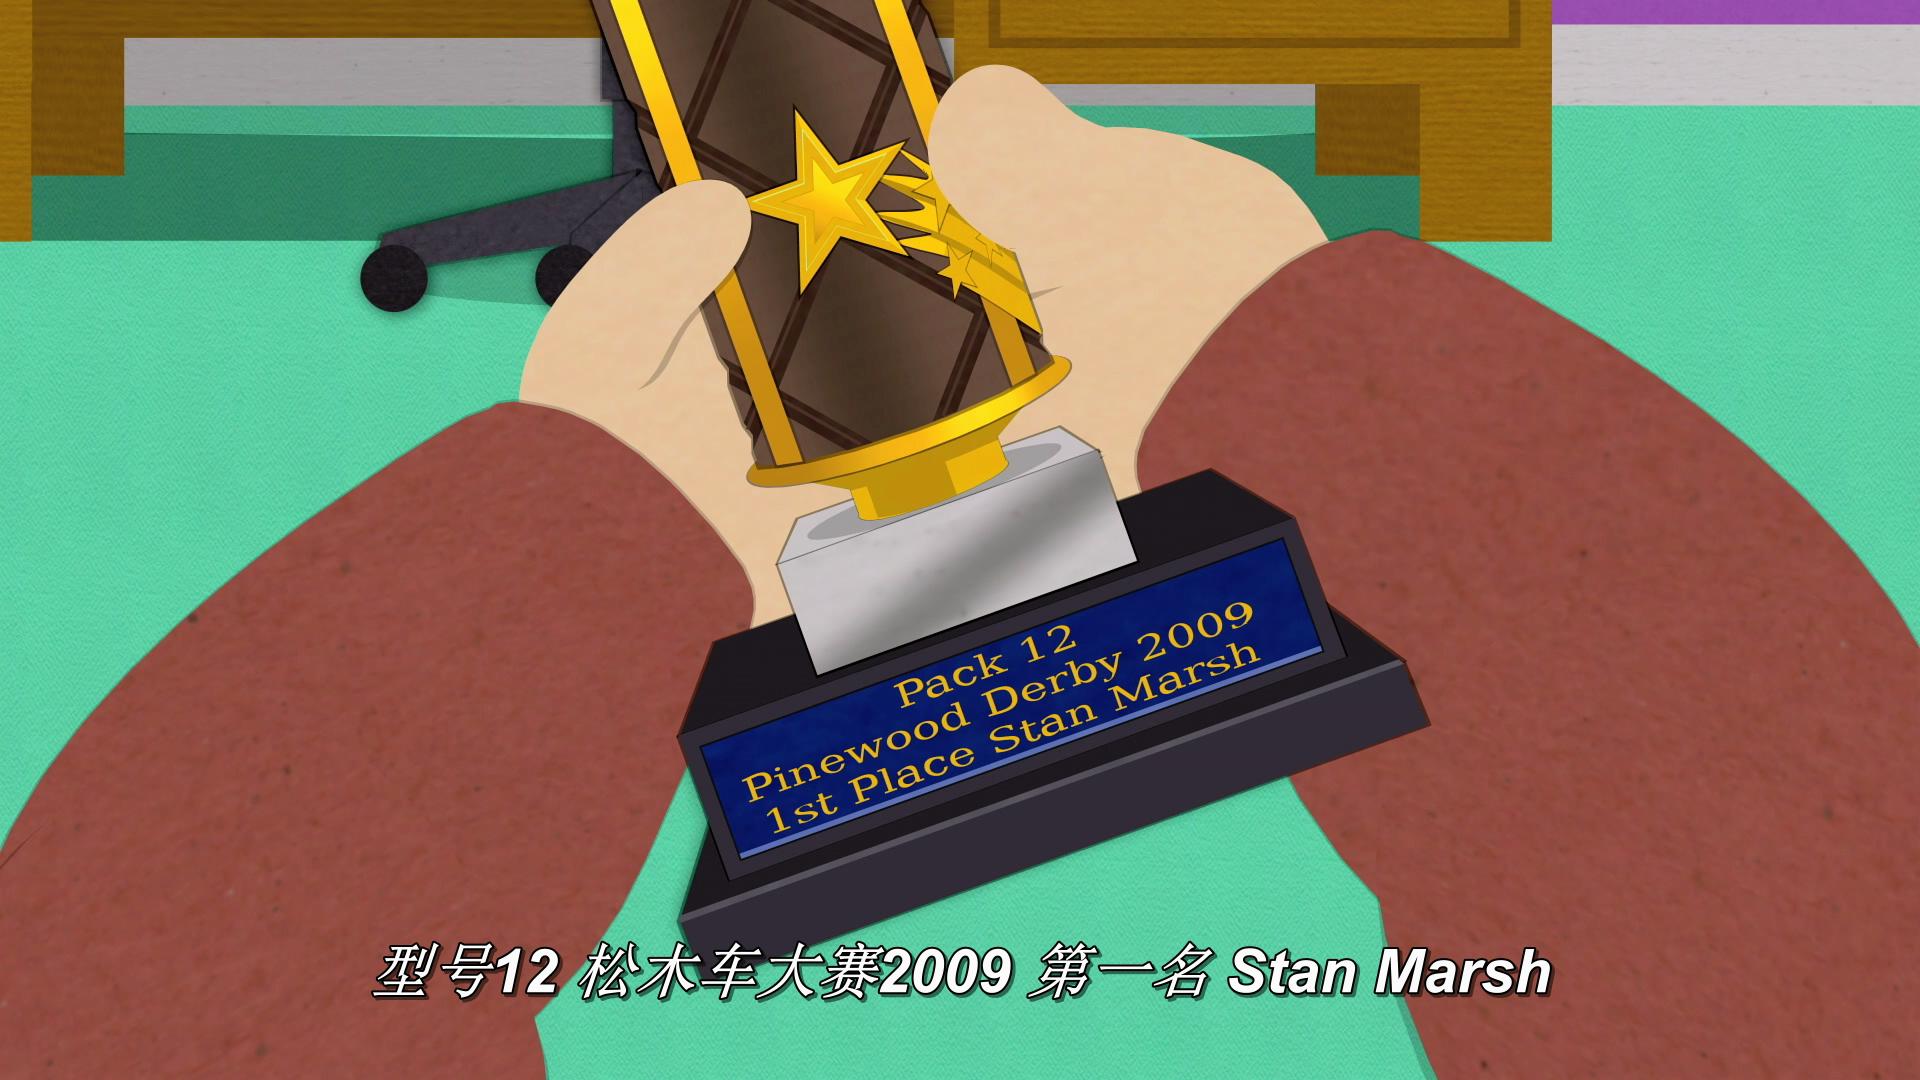 Pack 12
Pinewood Derby 2009
1st Place Stan Marsh
型号12 松木车大赛2009 第一名 Stan Marsh